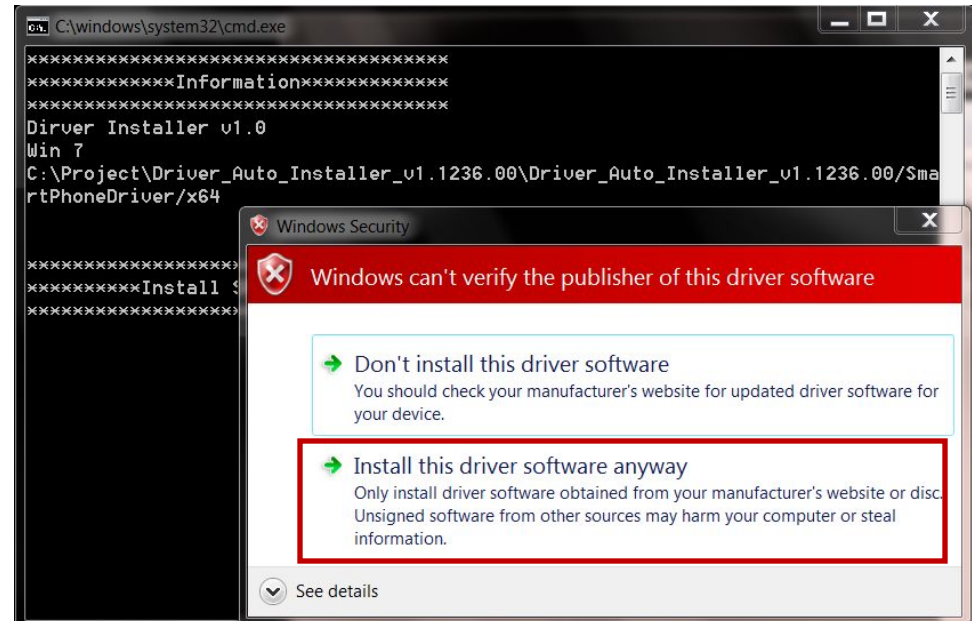 C:\windows\system32\cmd.exe
*************************************
*************Information*************
*************************************
Dirver Installer v1.0
Win 7
C:\Project\Driver_Auto_Installer_v1.1236.00\Driver_Auto_Installer_v1.1236.00/Sma
rtPhoneDriver/x64
*******************
**********Install S
*******************
Windows Security
Windows can't verify the publisher of this driver software
Don't install this driver software
You should check your manufacturer's website for updated driver software for
your device.
Install this driver software anyway
Only install driver software obtained from your manufacturer's website or disc.
Unsigned software from other sources may harm your computer or steal
information.
See details